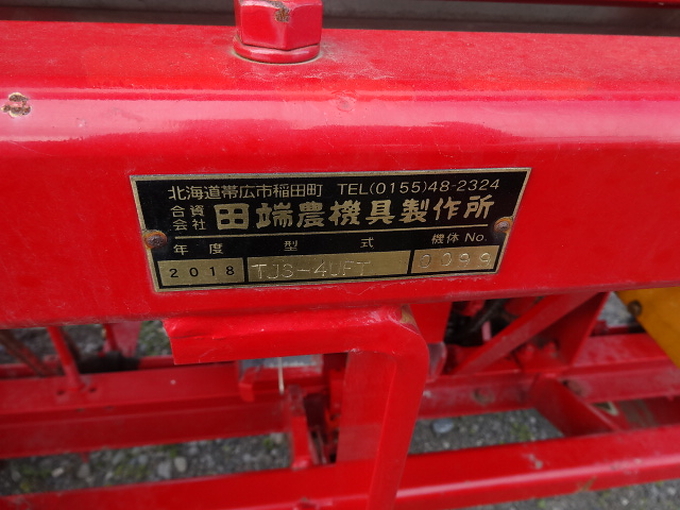 北海道帯広市稲田町 TEL(0155)48-2324
合資会社 田端農機具製作所
年度 型式 機体No.
2018 TJS-4UFT 0099